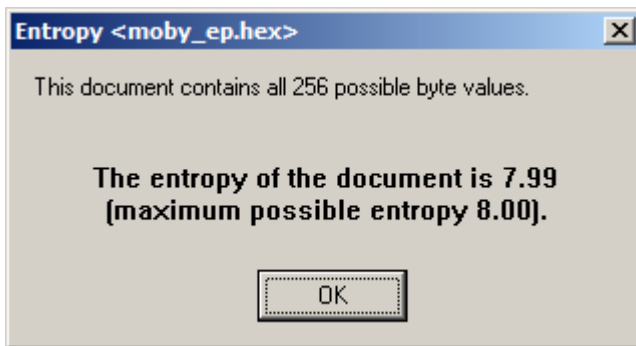 Entropy <moby_ep.hex>
This document contains all 256 possible byte values.
The entropy of the document is 7.99
(maximum possible entropy 8.00).
OK